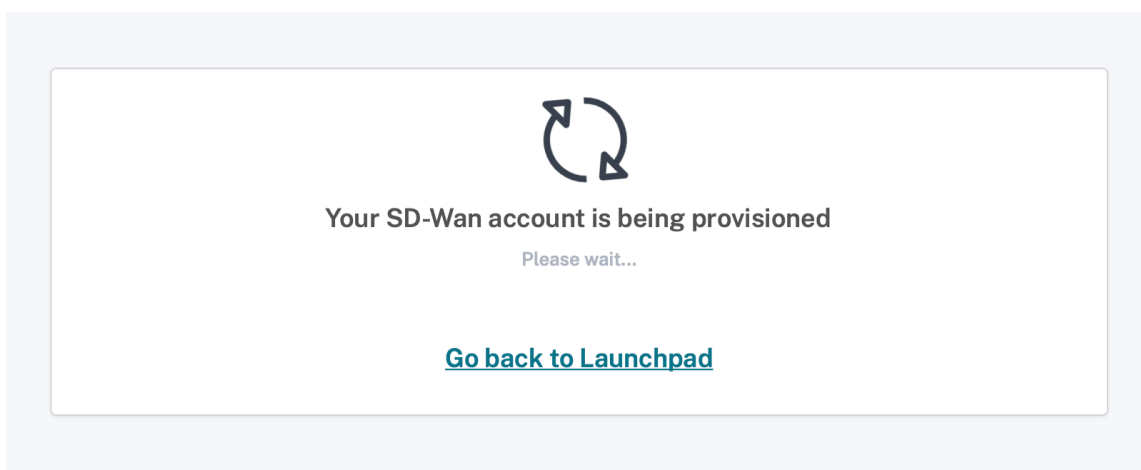 Your SD-Wan account is being provisioned
Please wait...
Go back to Launchpad